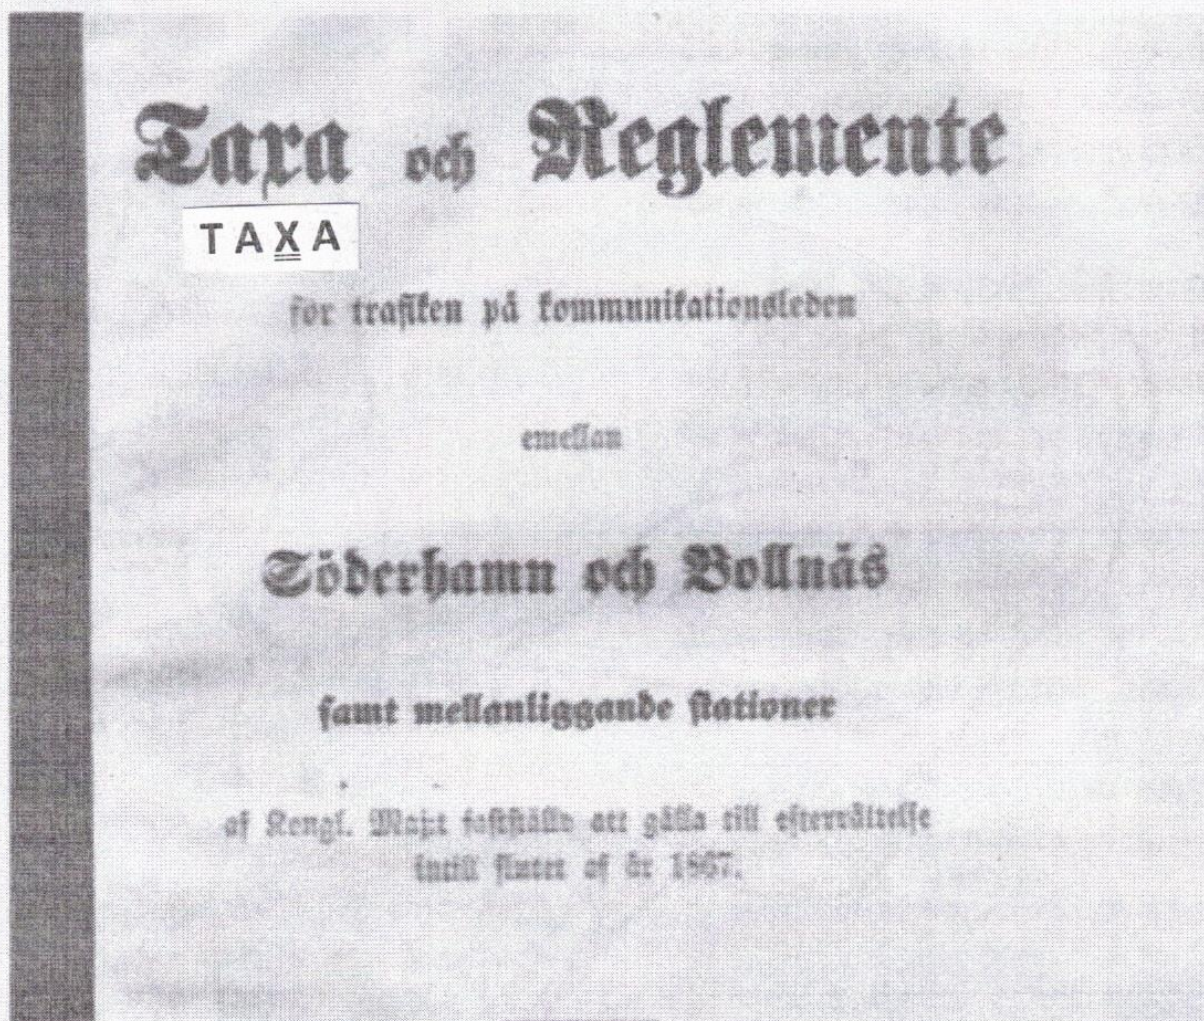 Taxa och Reglemente
TAXA
för trafiken på kommunikationsleden
emellan
Söderhamn och Bollnäs
samt mellanliggande stationer
af Kongl. Maj:t fastställd att gälla till efterrättelse
intill slutet af år 1867.